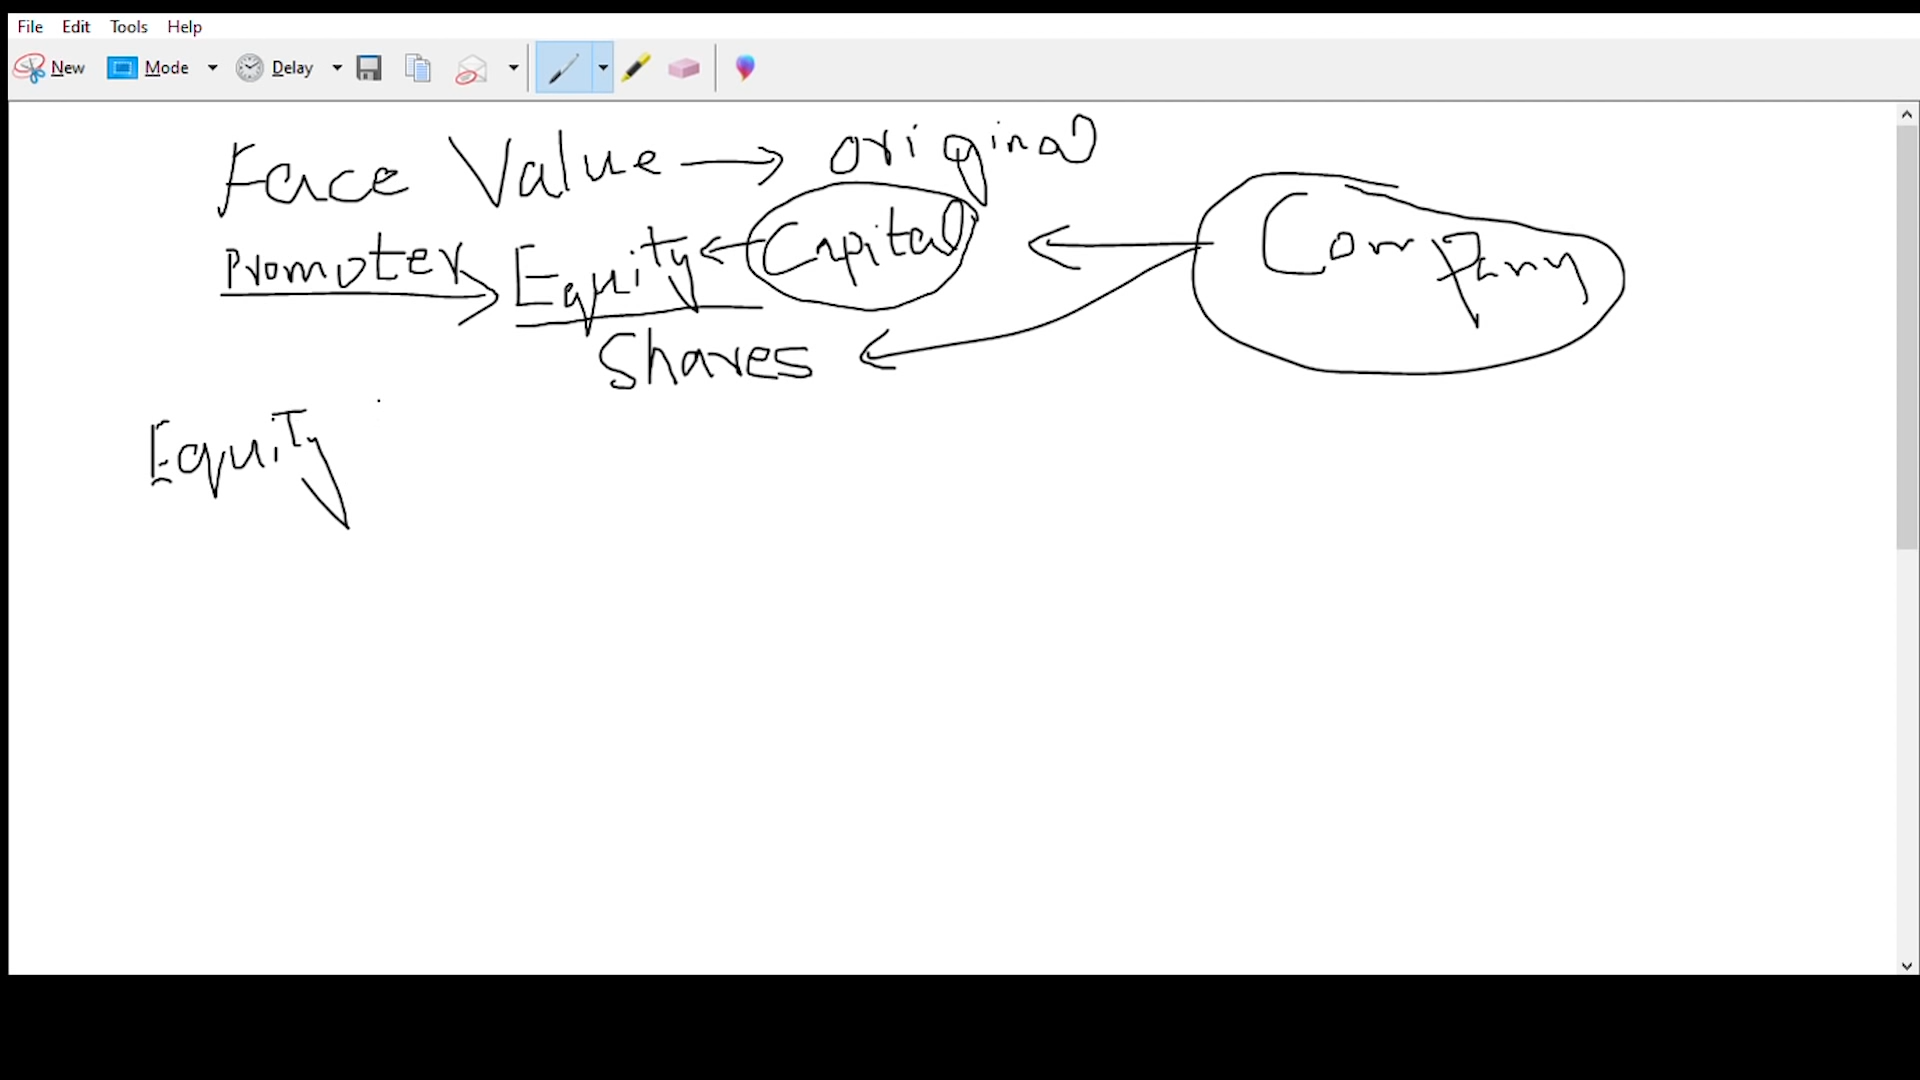 File Edit Tools Help
New Mode Delay
Face Value → original
Promoter → Equity ← Capital ← Company
Shares ←
Equity